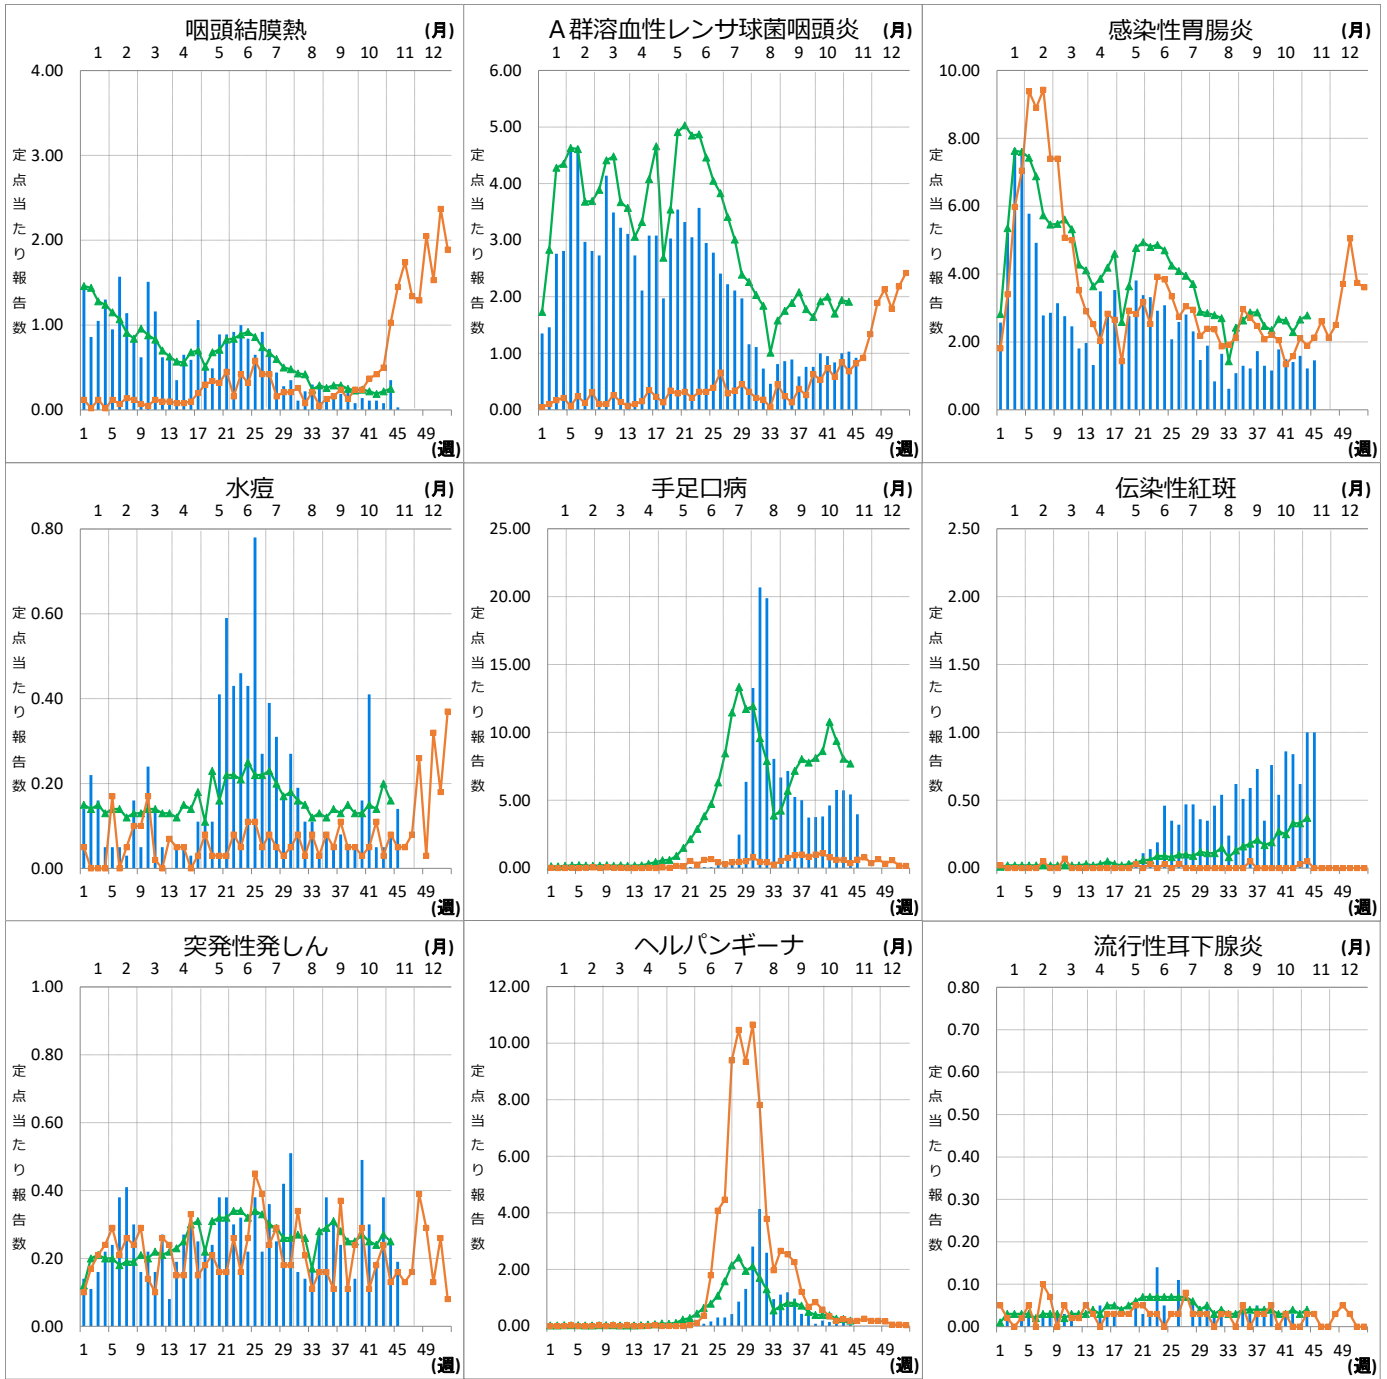 咽頭結膜熱 (月)
1 2 3 4 5 6 7 8 9 10 11 12
4.00
3.00
2.00
1.00
0.00
定点当たり報告数
1 5 9 13 17 21 25 29 33 37 41 45 49
(週)
A群溶血性レンサ球菌咽頭炎 (月)
1 2 3 4 5 6 7 8 9 10 11 12
6.00
5.00
4.00
3.00
2.00
1.00
0.00
定点当たり報告数
1 5 9 13 17 21 25 29 33 37 41 45 49
(週)
感染性胃腸炎 (月)
1 2 3 4 5 6 7 8 9 10 11 12
10.00
8.00
6.00
4.00
2.00
0.00
定点当たり報告数
1 5 9 13 17 21 25 29 33 37 41 45 49
(週)
水痘 (月)
1 2 3 4 5 6 7 8 9 10 11 12
0.80
0.60
0.40
0.20
0.00
定点当たり報告数
1 5 9 13 17 21 25 29 33 37 41 45 49
(週)
手足口病 (月)
1 2 3 4 5 6 7 8 9 10 11 12
25.00
20.00
15.00
10.00
5.00
0.00
定点当たり報告数
1 5 9 13 17 21 25 29 33 37 41 45 49
(週)
伝染性紅斑 (月)
1 2 3 4 5 6 7 8 9 10 11 12
2.50
2.00
1.50
1.00
0.50
0.00
定点当たり報告数
1 5 9 13 17 21 25 29 33 37 41 45 49
(週)
突発性発しん (月)
1 2 3 4 5 6 7 8 9 10 11 12
1.00
0.80
0.60
0.40
0.20
0.00
定点当たり報告数
1 5 9 13 17 21 25 29 33 37 41 45 49
(週)
ヘルパンギーナ (月)
1 2 3 4 5 6 7 8 9 10 11 12
12.00
10.00
8.00
6.00
4.00
2.00
0.00
定点当たり報告数
1 5 9 13 17 21 25 29 33 37 41 45 49
(週)
流行性耳下腺炎 (月)
1 2 3 4 5 6 7 8 9 10 11 12
0.80
0.70
0.60
0.50
0.40
0.30
0.20
0.10
0.00
定点当たり報告数
1 5 9 13 17 21 25 29 33 37 41 45 49
(週)